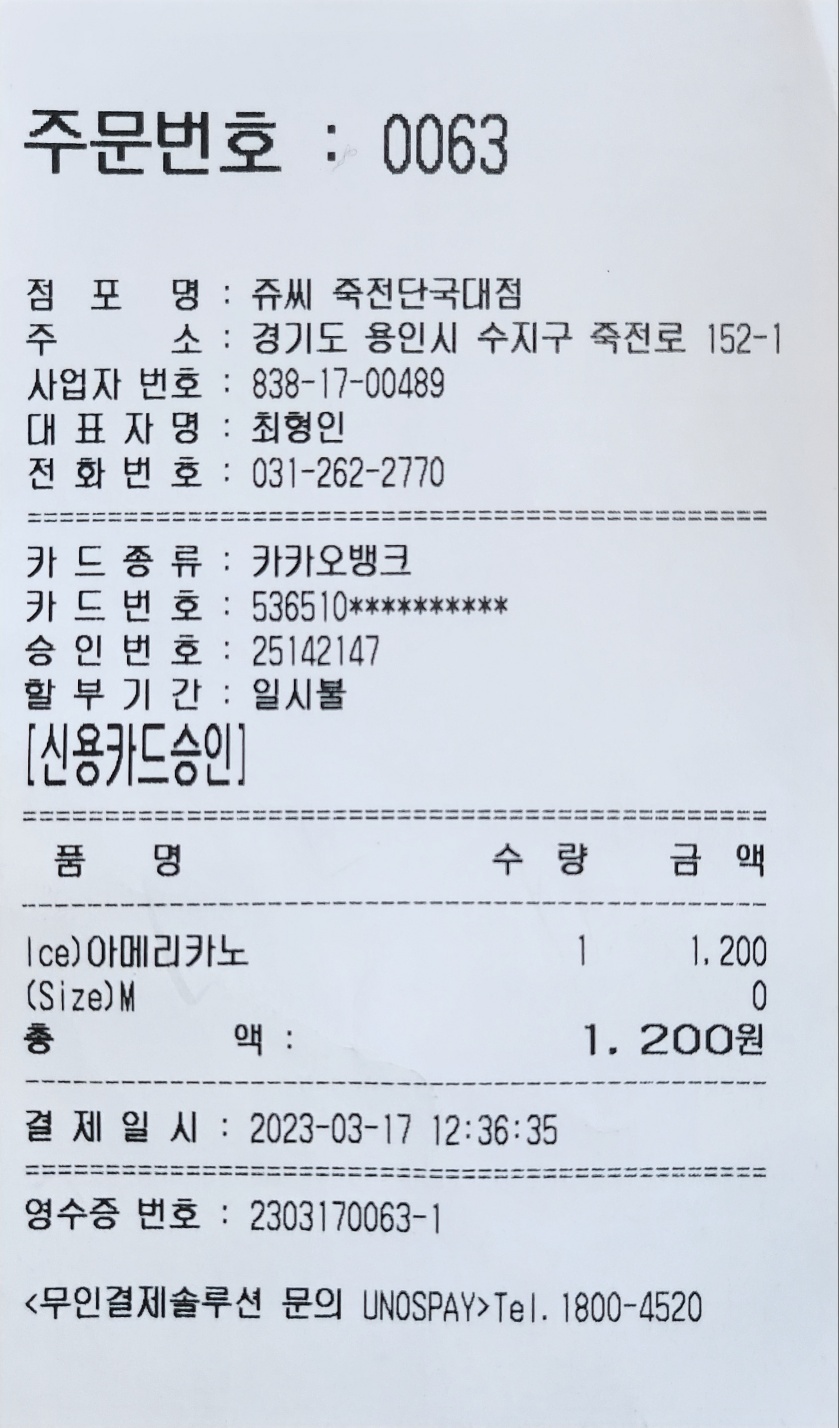 주문번호 : 0063
점 포 명 : 쥬씨 죽전단국대점
주 소 : 경기도 용인시 수지구 죽전로 152-1
사업자 번호 : 838-17-00489
대 표 자 명 : 최형인
전 화 번 호 : 031-262-2770
=============================================
카 드 종 류 : 카카오뱅크
카 드 번 호 : 536510**********
승 인 번 호 : 25142147
할 부 기 간 : 일시불
[신용카드승인]
=============================================
품 명 수 량 금 액
---------------------------------------------
Ice)아메리카노 1 1,200
(Size)M 0
총 액 : 1,200원
---------------------------------------------
결 제 일 시 : 2023-03-17 12:36:35
=============================================
영수증 번호 : 2303170063-1
<무인결제솔루션 문의 UNOSPAY>Tel.1800-4520